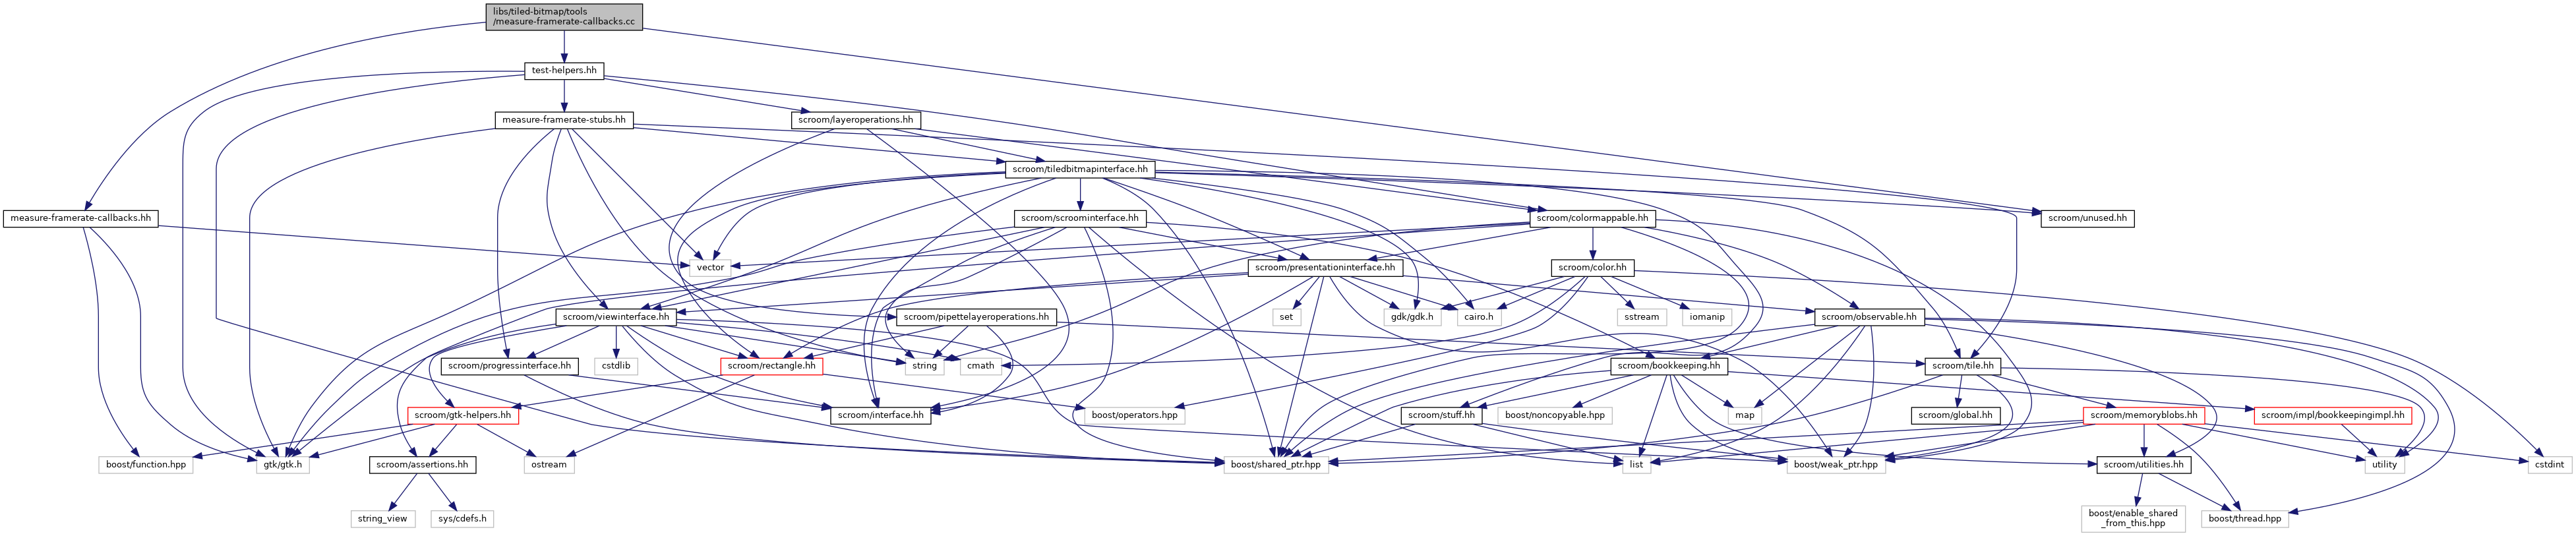 libs/tiled-bitmap/tools
/measure-framerate-callbacks.cc
test-helpers.hh
measure-framerate-stubs.hh
scroom/layeroperations.hh
scroom/tiledbitmapinterface.hh
measure-framerate-callbacks.hh
scroom/scroominterface.hh
scroom/colormappable.hh
scroom/unused.hh
vector
scroom/presentationinterface.hh
scroom/color.hh
scroom/viewinterface.hh
scroom/pipettelayeroperations.hh
set
gdk/gdk.h
cairo.h
sstream
iomanip
scroom/observable.hh
scroom/progressinterface.hh
cstdlib
scroom/rectangle.hh
string
cmath
scroom/bookkeeping.hh
scroom/tile.hh
scroom/gtk-helpers.hh
scroom/interface.hh
boost/operators.hpp
scroom/stuff.hh
boost/noncopyable.hpp
map
scroom/global.hh
scroom/memoryblobs.hh
scroom/impl/bookkeepingimpl.hh
boost/function.hpp
gtk/gtk.h
scroom/assertions.hh
ostream
boost/shared_ptr.hpp
list
boost/weak_ptr.hpp
scroom/utilities.hh
utility
cstdint
string_view
sys/cdefs.h
boost/enable_shared
_from_this.hpp
boost/thread.hpp